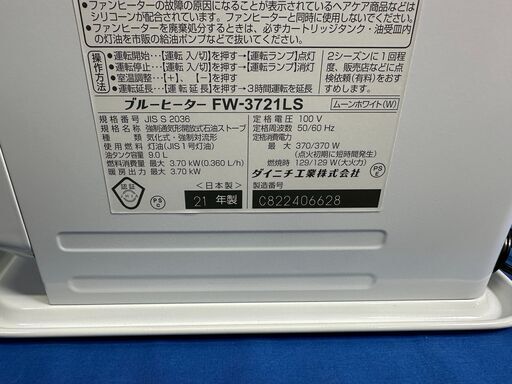 ファンヒーターの故障の原因になることが表示されているヘアケア商品などは
シリコーンが配合されています。ファンヒーターと同時に使用しないでください。
●ファンヒーターを廃棄処分するときは、必ずカートリッジタンク・油受皿内
の灯油を市販の給油ポンプなどで抜いてください。
操作方法
●運転開始…[運転 入/切]を押す→[運転ランプ]点灯
●運転停止…[運転 入/切]を押す→[運転ランプ]消灯
●室温調整…[+]、[-]
●運転延長…[運転延長]を押す→3時間運転を延長
2シーズンに1回程
度、販売店などに点
検依頼(有料)をおす
すめします。
ブルーヒーター FW-3721LS
ムーンホワイト(W)
規格番号 JIS S 2036
規格名称 強制通気形開放式石油ストーブ
種類 気化式・強制対流形
使用燃料 灯油(JIS 1号灯油)
油タンク容量 9.0 L
燃料消費量 最大 3.70 kW (0.360 L/h)
暖房出力 最大 3.70 kW
定格電圧 100 V
定格周波数 50/60 Hz
定格消費電力
最大 370/370 W
(点火初期に短時間発生)
燃焼時 129/129 W(大火力)
認証
PS
C
<日本製>
21 年製
ダイニチ工業株式会社
PS
E
製造番号
C822406628